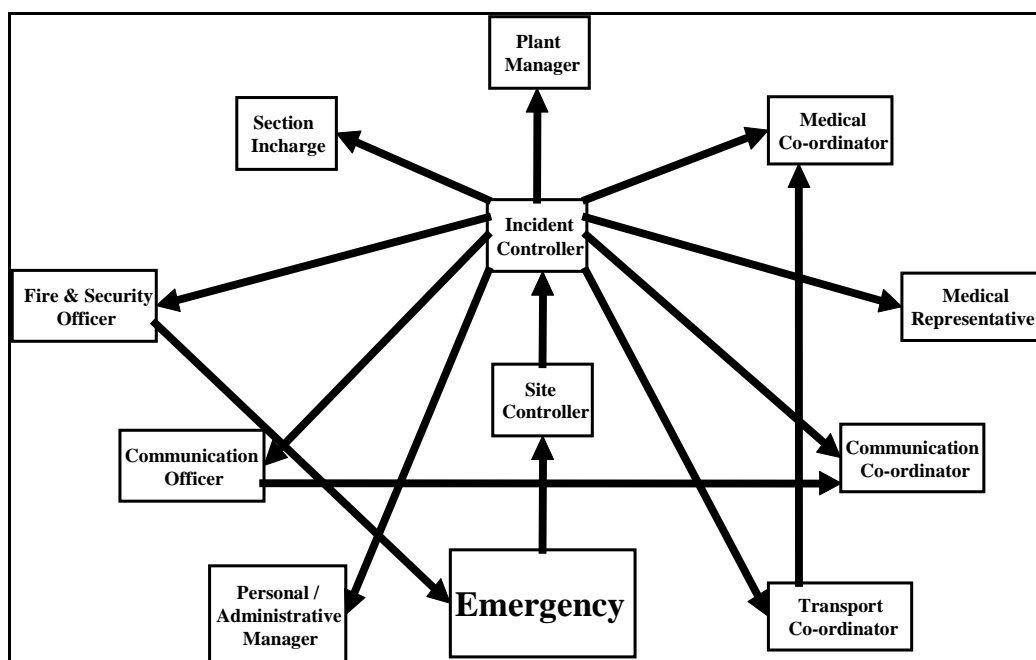 Plant
Manager
Section
Incharge
Medical
Co-ordinator
Incident
Controller
Fire & Security
Officer
Medical
Representative
Site
Controller
Communication
Officer
Communication
Co-ordinator
Personal /
Administrative
Manager
Emergency
Transport
Co-ordinator